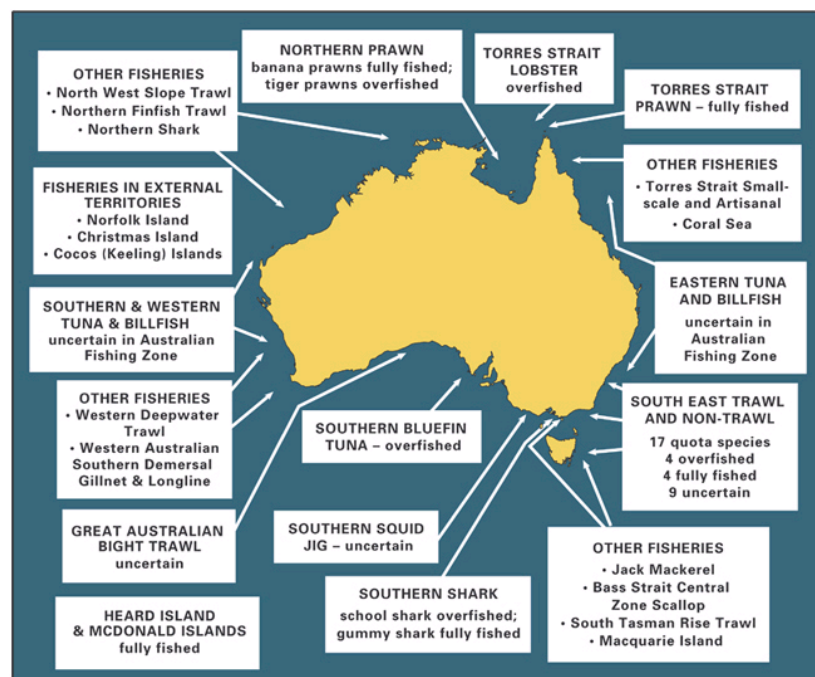 NORTHERN PRAWN
banana prawns fully fished;
tiger prawns overfished
TORRES STRAIT
LOBSTER
overfished
OTHER FISHERIES
• North West Slope Trawl
• Northern Finfish Trawl
• Northern Shark
TORRES STRAIT
PRAWN – fully fished
OTHER FISHERIES
• Torres Strait Small-
scale and Artisanal
• Coral Sea
FISHERIES IN EXTERNAL
TERRITORIES
• Norfolk Island
• Christmas Island
• Cocos (Keeling) Islands
EASTERN TUNA
AND BILLFISH
uncertain in
Australian
Fishing Zone
SOUTHERN & WESTERN
TUNA & BILLFISH
uncertain in Australian
Fishing Zone
OTHER FISHERIES
• Western Deepwater
Trawl
• Western Australian
Southern Demersal
Gillnet & Longline
SOUTHERN BLUEFIN
TUNA – overfished
SOUTH EAST TRAWL
AND NON-TRAWL
17 quota species
4 overfished
4 fully fished
9 uncertain
GREAT AUSTRALIAN
BIGHT TRAWL
uncertain
SOUTHERN SQUID
JIG – uncertain
OTHER FISHERIES
• Jack Mackerel
• Bass Strait Central
Zone Scallop
• South Tasman Rise Trawl
• Macquarie Island
SOUTHERN SHARK
school shark overfished;
gummy shark fully fished
HEARD ISLAND
& MCDONALD ISLANDS
fully fished